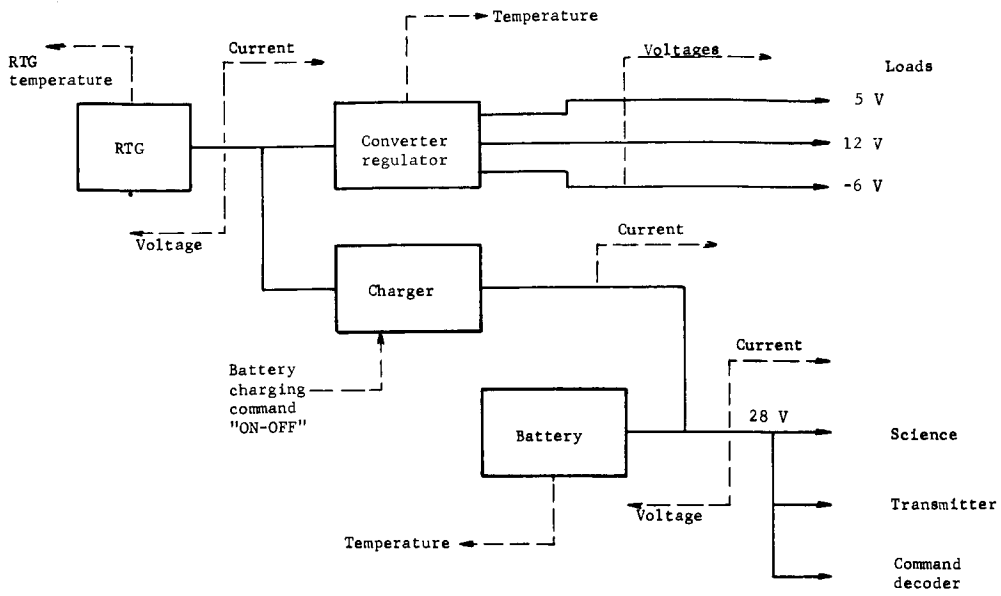 Temperature
Current
Voltages
RTG
temperature
Loads
5 V
RTG
Converter
regulator
12 V
-6 V
Voltage
Current
Charger
Current
Battery
charging
command
"ON-OFF"
28 V
Battery
Science
Voltage
Transmitter
Temperature
Command
decoder